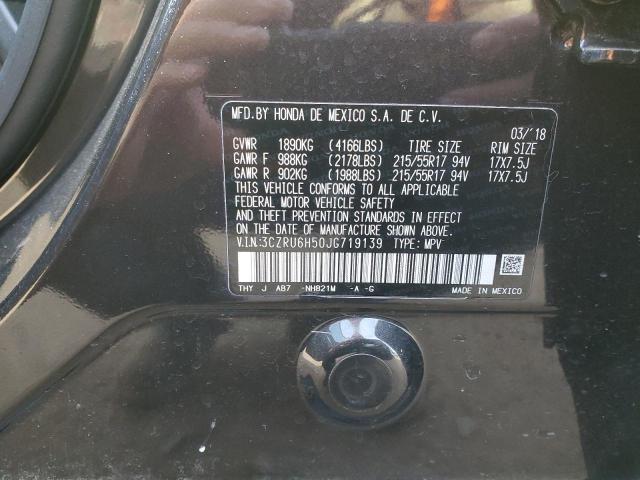 MFD.BY HONDA DE MEXICO S.A. DE C.V.
03/'18
GVWR 1890KG (4166LBS) TIRE SIZE RIM SIZE
GAWR F 988KG (2178LBS) 215/55R17 94V 17X7.5J
GAWR R 902KG (1988LBS) 215/55R17 94V 17X7.5J
THIS VEHICLE CONFORMS TO ALL APPLICABLE
FEDERAL MOTOR VEHICLE SAFETY
AND THEFT PREVENTION STANDARDS IN EFFECT
ON THE DATE OF MANUFACTURE SHOWN ABOVE.
V.I.N:3CZRU6H50JG719139 TYPE: MPV
THY J AB7 -NH821M -A -G
MADE IN MEXICO